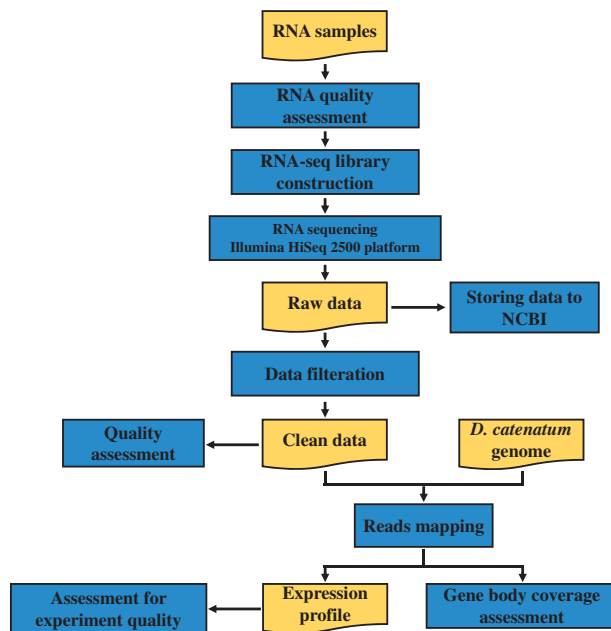 RNA samples
RNA quality
assessment
RNA-seq library
construction
RNA sequencing
Illumina HiSeq 2500 platform
Raw data
Storing data to
NCBI
Data filteration
Quality
assessment
Clean data
D. catenatum
genome
Reads mapping
Assessment for
experiment quality
Expression
profile
Gene body coverage
assessment